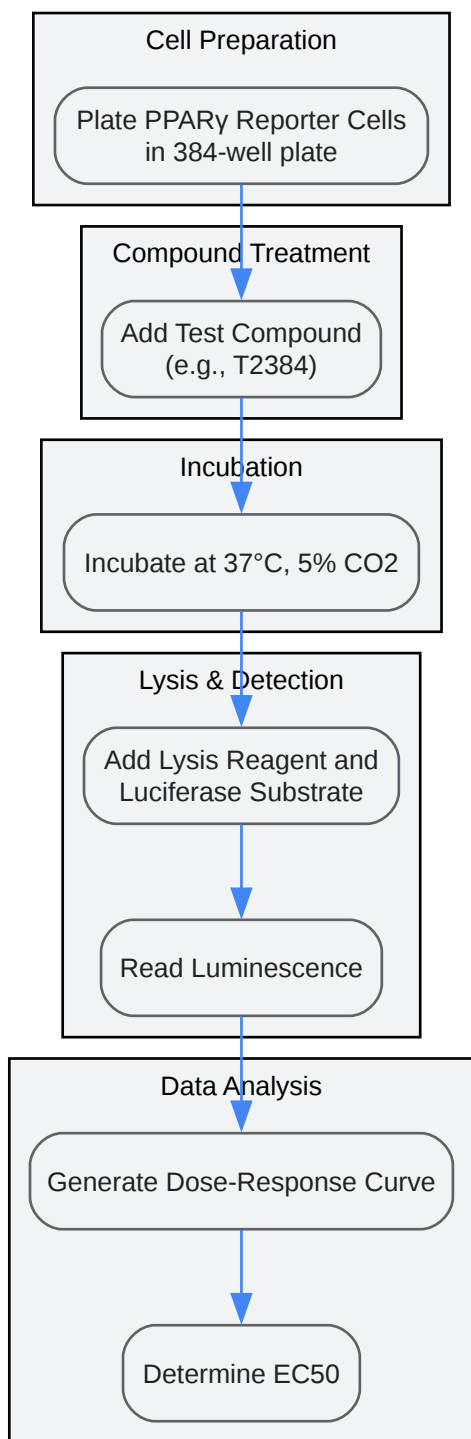 Cell Preparation
Plate PPARγ Reporter Cells
in 384-well plate
Compound Treatment
Add Test Compound
(e.g., T2384)
Incubation
Incubate at 37°C, 5% CO2
Lysis & Detection
Add Lysis Reagent and
Luciferase Substrate
Read Luminescence
Data Analysis
Generate Dose-Response Curve
Determine EC50